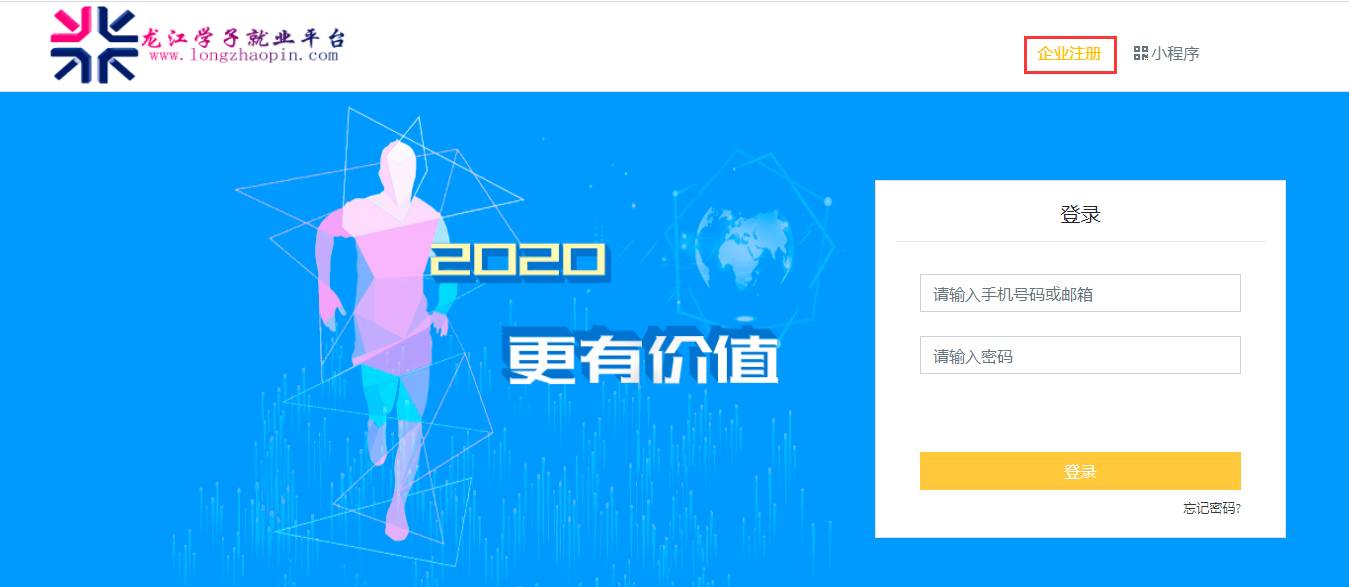 龙江学子就业平台
www.longzhaopin.com
企业注册 小程序
登录
2020
更有价值
请输入手机号码或邮箱
请输入密码
登录
忘记密码?